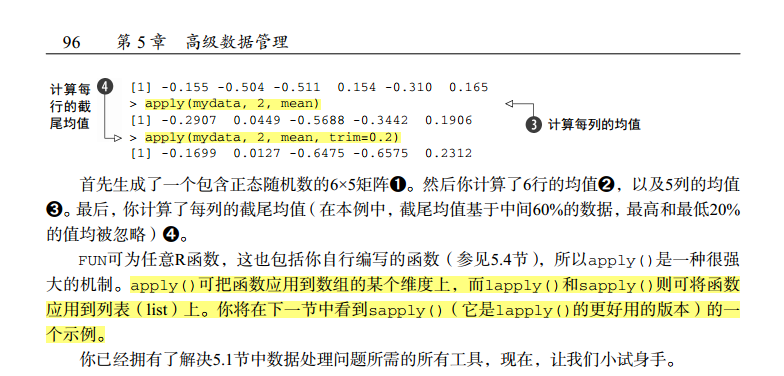 96 第5章 高级数据管理
计算每
行的截
尾均值
❹
[1] -0.155 -0.504 -0.511 0.154 -0.310 0.165
> apply(mydata, 2, mean)
[1] -0.2907 0.0449 -0.5688 -0.3442 0.1906
❸ 计算每列的均值
> apply(mydata, 2, mean, trim=0.2)
[1] -0.1699 0.0127 -0.6475 -0.6575 0.2312
首先生成了一个包含正态随机数的6×5矩阵❶。然后你计算了6行的均值❷，以及5列的均值
❸。最后，你计算了每列的截尾均值（在本例中，截尾均值基于中间60%的数据，最高和最低20%
的值均被忽略）❹。
FUN可为任意R函数，这也包括你自行编写的函数（参见5.4节），所以apply()是一种很强
大的机制。apply()可把函数应用到数组的某个维度上，而lapply()和sapply()则可将函数
应用到列表（list）上。你将在下一节中看到sapply()（它是lapply()的更好用的版本）的一
个示例。
你已经拥有了解决5.1节中数据处理问题所需的所有工具，现在，让我们小试身手。